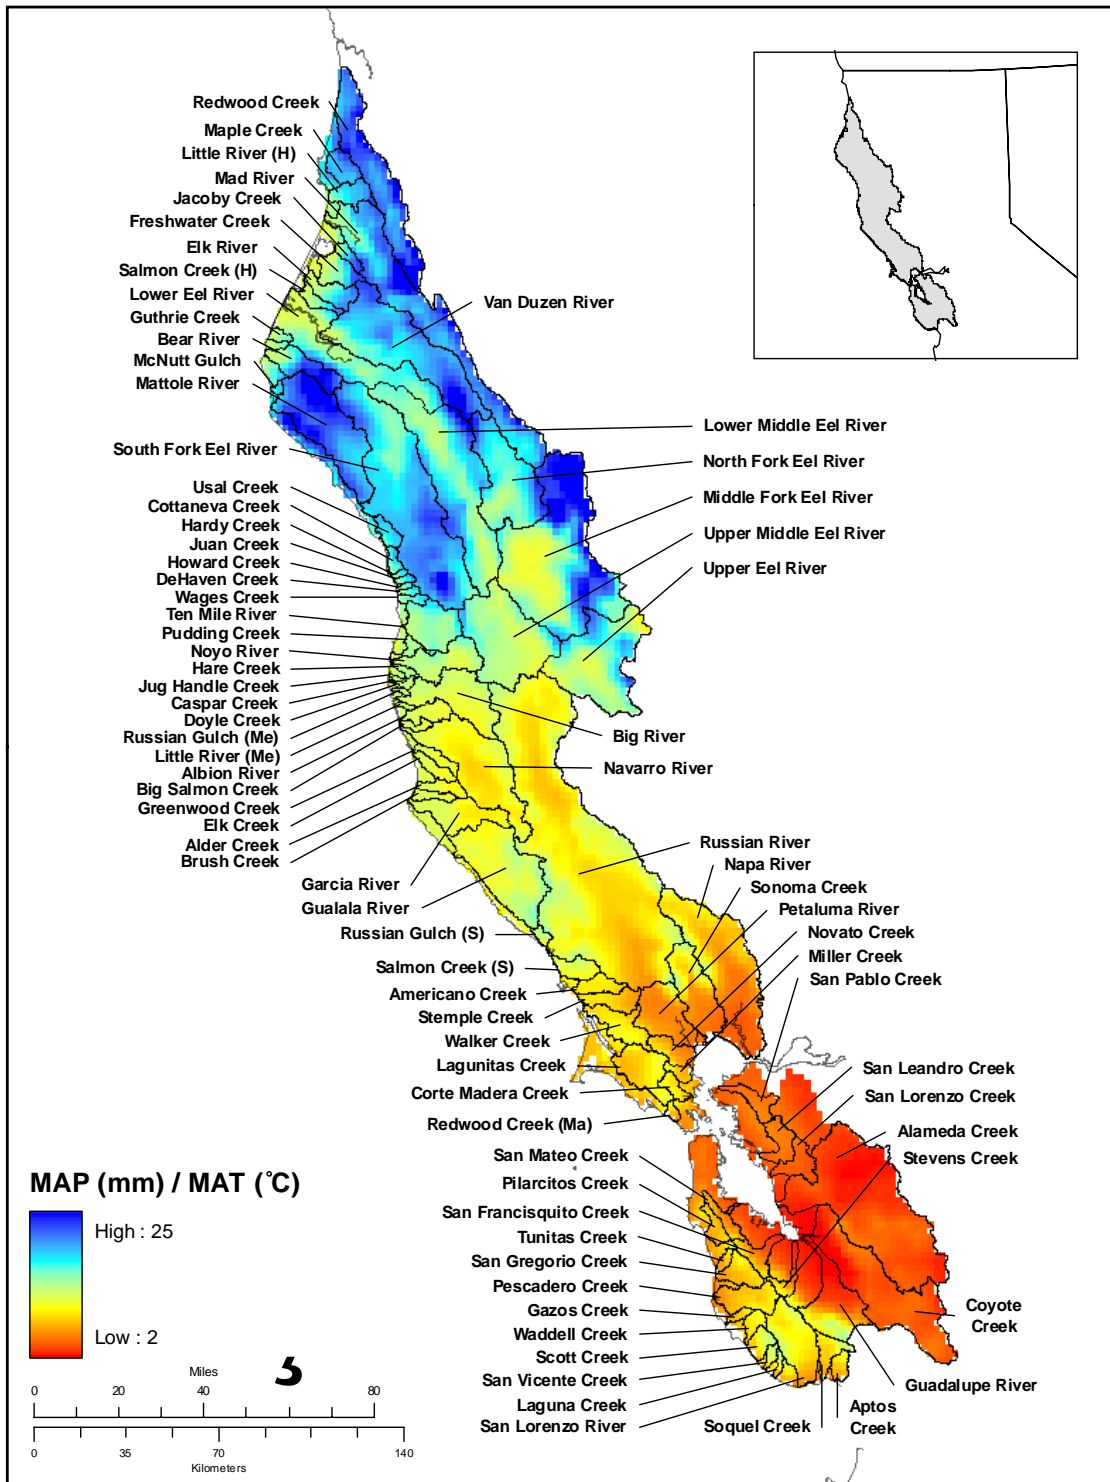 Redwood Creek
Maple Creek
Little River (H)
Mad River
Jacoby Creek
Freshwater Creek
Elk River
Salmon Creek (H)
Lower Eel River
Guthrie Creek
Bear River
McNutt Gulch
Mattole River
South Fork Eel River
Usal Creek
Cottaneva Creek
Hardy Creek
Juan Creek
Howard Creek
DeHaven Creek
Wages Creek
Ten Mile River
Pudding Creek
Noyo River
Hare Creek
Jug Handle Creek
Caspar Creek
Doyle Creek
Russian Gulch (Me)
Little River (Me)
Albion River
Big Salmon Creek
Greenwood Creek
Elk Creek
Alder Creek
Brush Creek
Garcia River
Gualala River
Russian Gulch (S)
Salmon Creek (S)
Americano Creek
Stemple Creek
Walker Creek
Lagunitas Creek
Corte Madera Creek
Redwood Creek (Ma)
San Mateo Creek
Pilarcitos Creek
San Francisquito Creek
Tunitas Creek
San Gregorio Creek
Pescadero Creek
Gazos Creek
Waddell Creek
Scott Creek
San Vicente Creek
Laguna Creek
San Lorenzo River
Van Duzen River
Lower Middle Eel River
North Fork Eel River
Middle Fork Eel River
Upper Middle Eel River
Upper Eel River
Big River
Navarro River
Russian River
Napa River
Sonoma Creek
Petaluma River
Novato Creek
Miller Creek
San Pablo Creek
San Leandro Creek
San Lorenzo Creek
Alameda Creek
Stevens Creek
Coyote
Creek
Guadalupe River
Aptos
Creek
Soquel Creek
MAP (mm) / MAT (°C)
High : 25
Low : 2
Miles
0 20 40 80
0 35 70 140
Kilometers